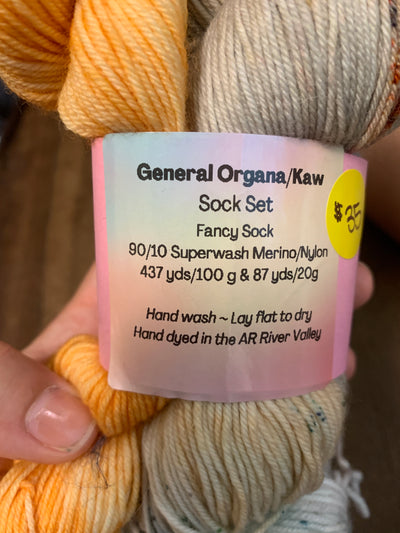 General Organa/Kaw
Sock Set
Fancy Sock
90/10 Superwash Merino/Nylon
437 yds/100 g & 87 yds/20g
Hand wash ~ Lay flat to dry
Hand dyed in the AR River Valley
$35